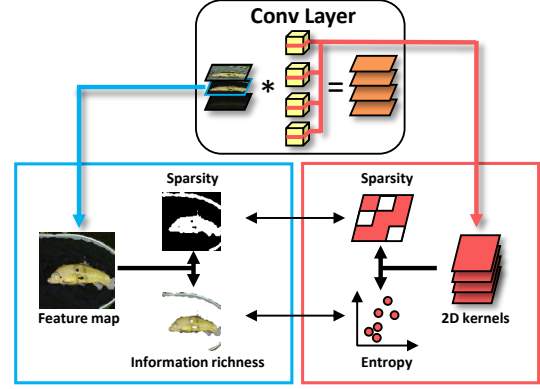 Conv Layer
*
=
Sparsity
Sparsity
Feature map
2D kernels
Information richness
Entropy